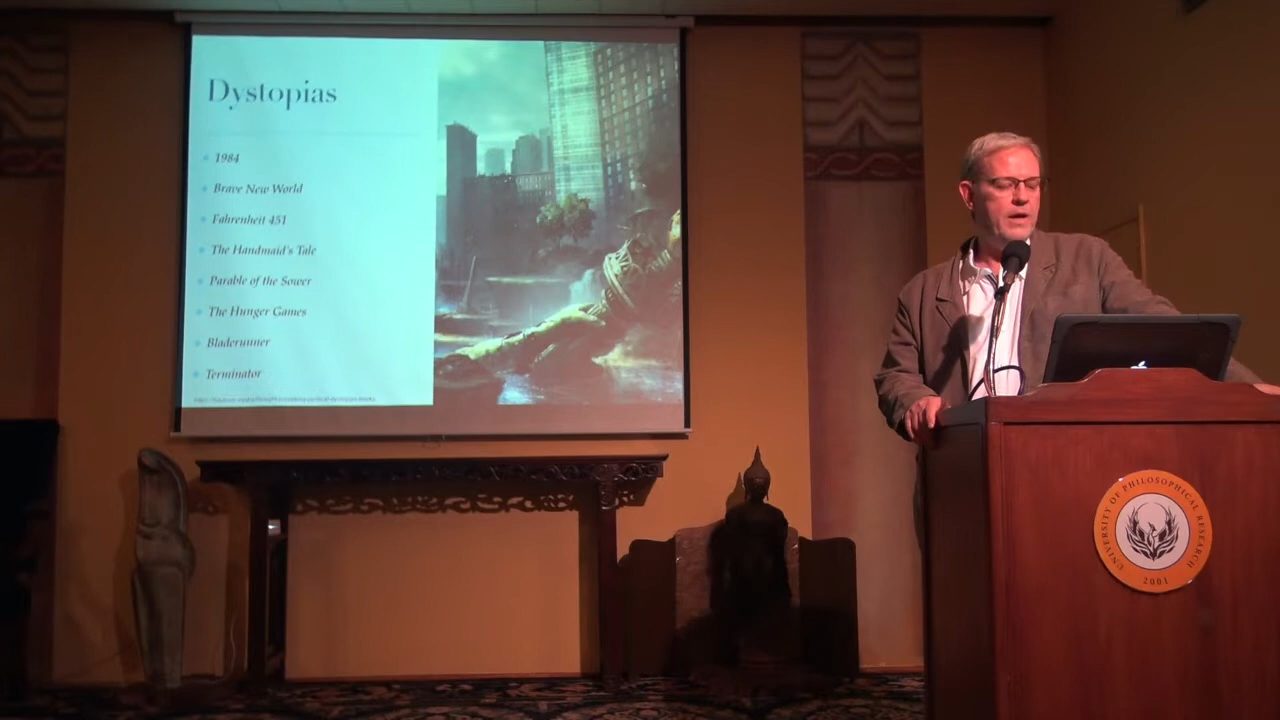 Dystopias
1984
Brave New World
Fahrenheit 451
The Handmaid's Tale
Parable of the Sower
The Hunger Games
Bladerunner
Terminator
UNIVERSITY OF PHILOSOPHICAL RESEARCH
2001